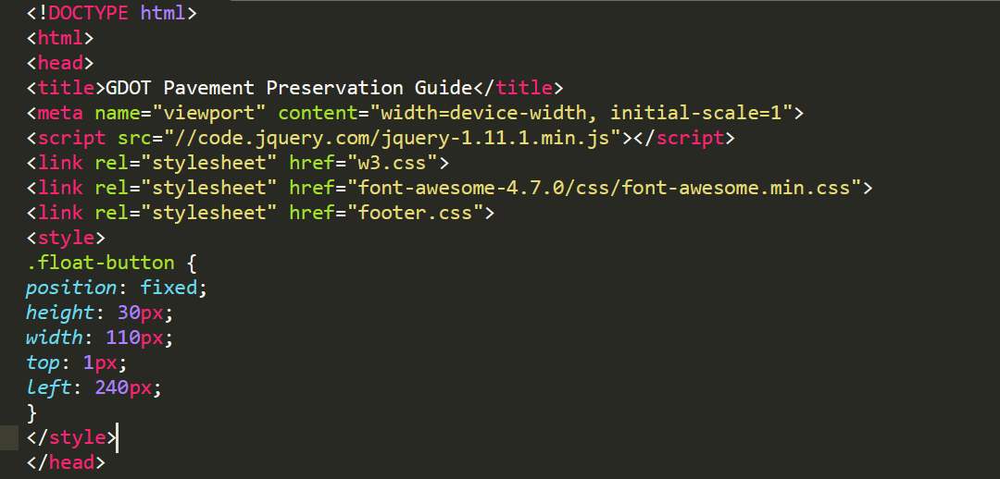 <!DOCTYPE html>
<html>
<head>
<title>GDOT Pavement Preservation Guide</title>
<meta name="viewport" content="width=device-width, initial-scale=1">
<script src="//code.jquery.com/jquery-1.11.1.min.js"></script>
<link rel="stylesheet" href="w3.css">
<link rel="stylesheet" href="font-awesome-4.7.0/css/font-awesome.min.css">
<link rel="stylesheet" href="footer.css">
<style>
.float-button {
position: fixed;
height: 30px;
width: 110px;
top: 1px;
left: 240px;
}
</style>
</head>